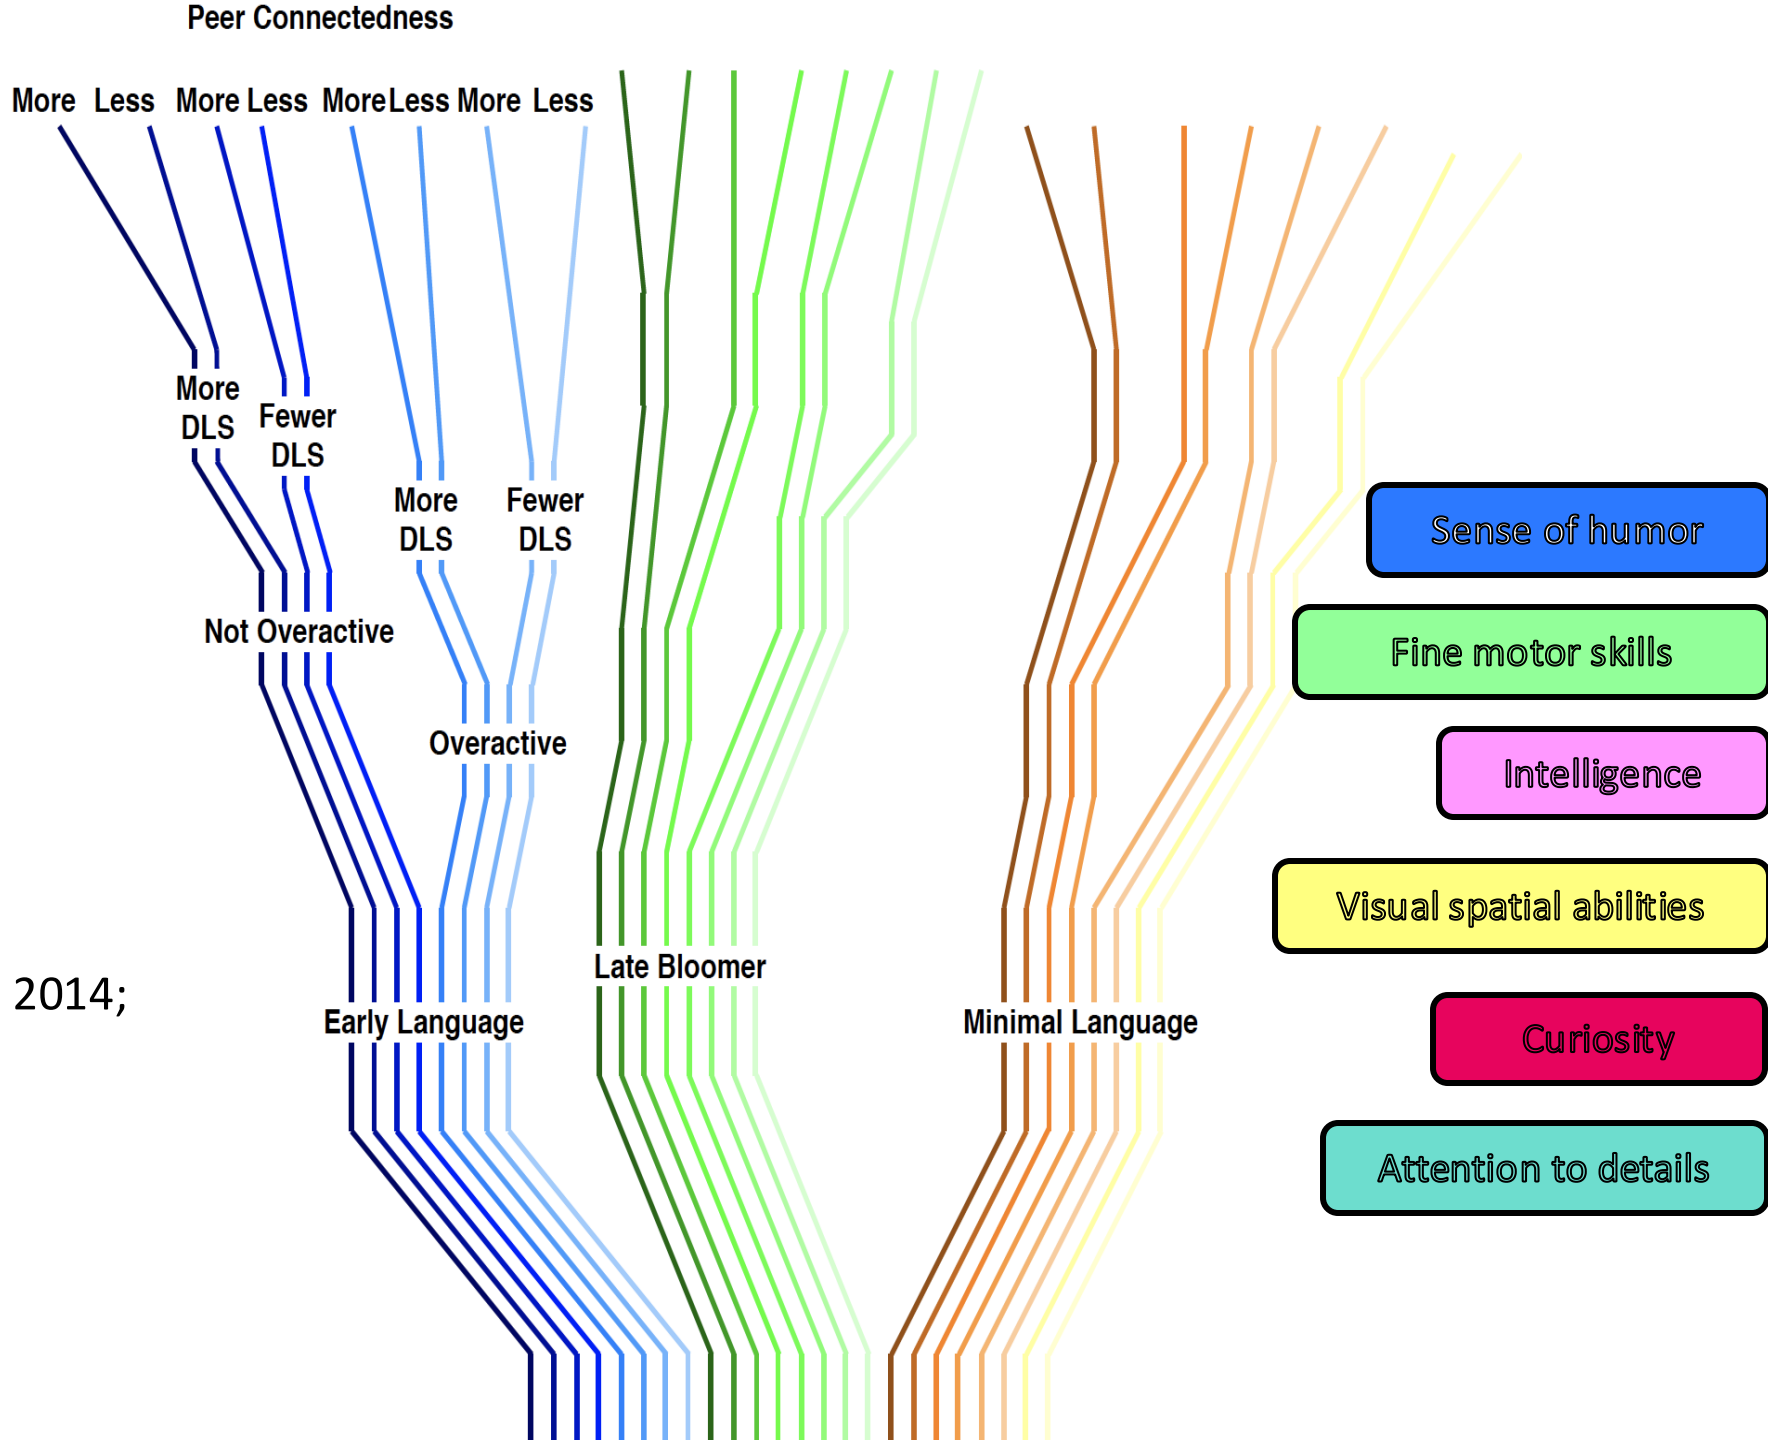 Peer Connectedness
More Less More Less More Less More Less
More
DLS
Fewer
DLS
More
DLS
Fewer
DLS
Not Overactive
Overactive
Late Bloomer
Early Language
Minimal Language
2014;
Sense of humor
Fine motor skills
Intelligence
Visual spatial abilities
Curiosity
Attention to details